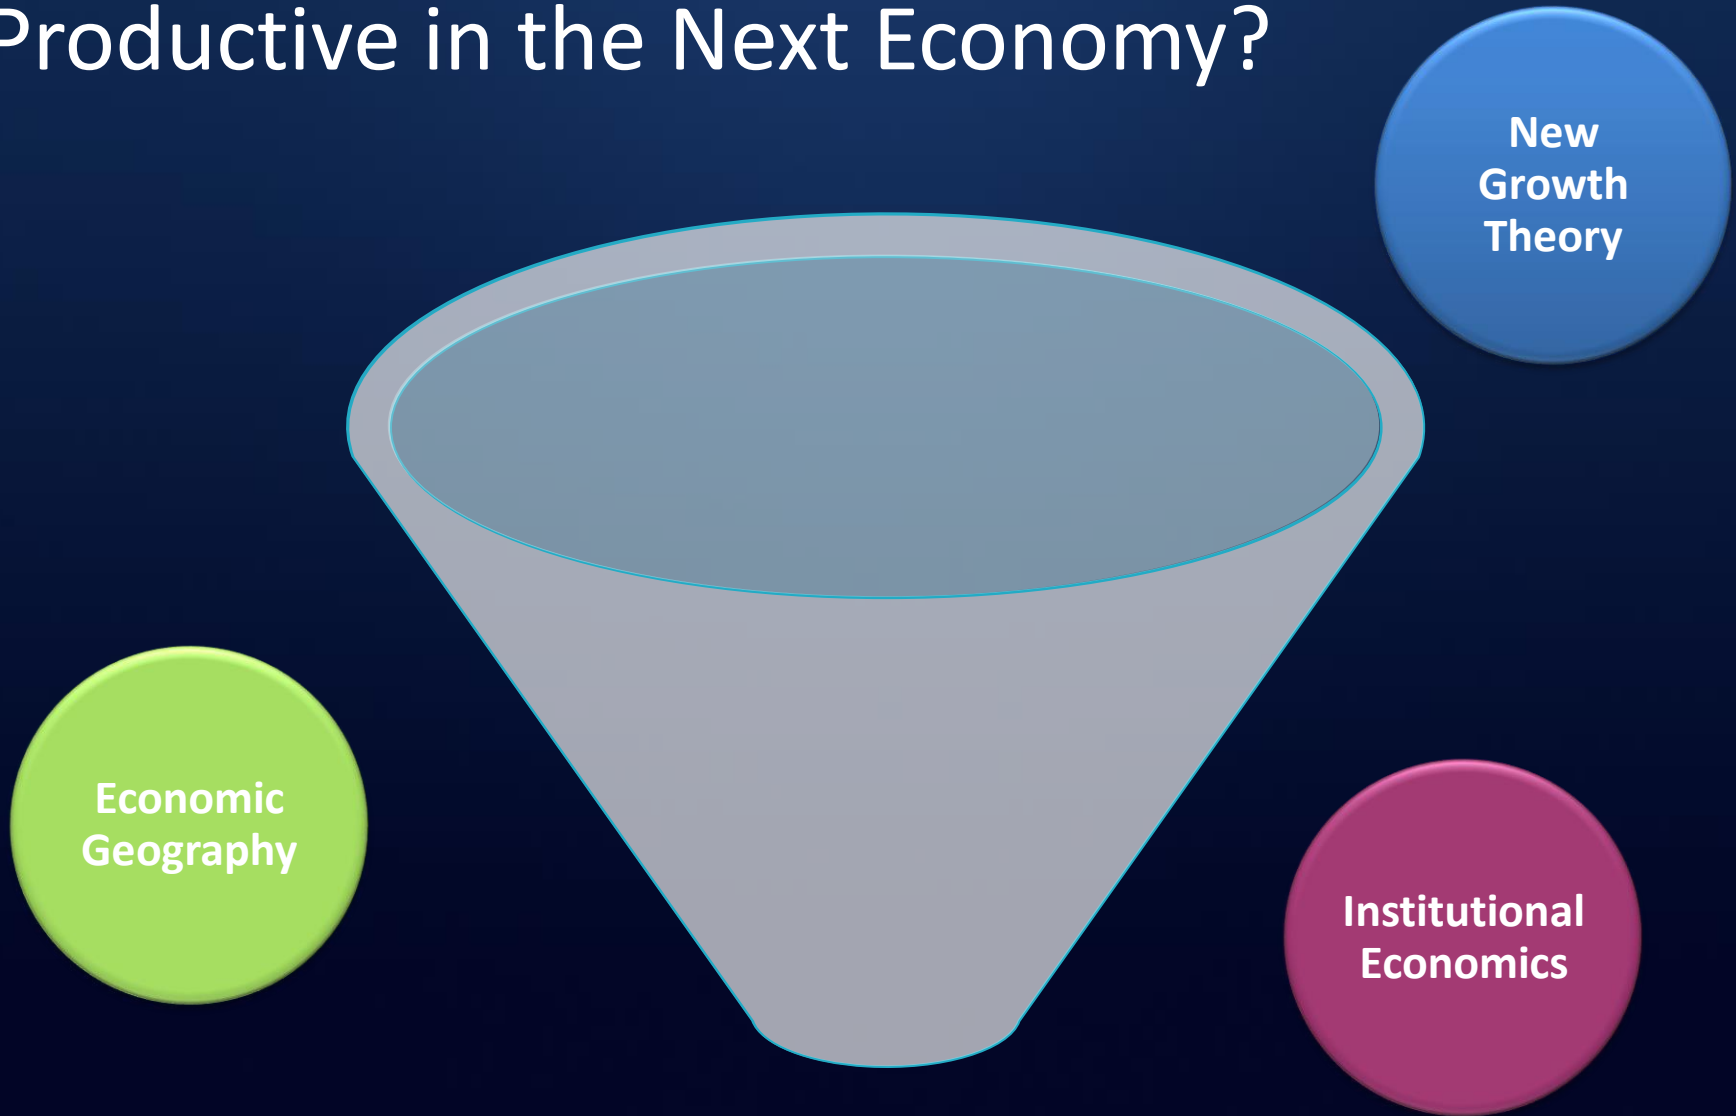 Productive in the Next Economy?
New
Growth
Theory
Economic
Geography
Institutional
Economics